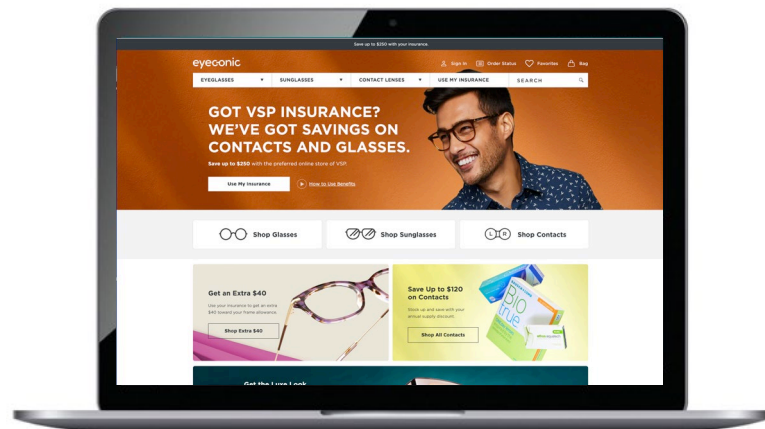 Save up to $250 with your insurance.
eyeconic
Sign In
Order Status
Favorites
Bag
EYEGLASSES
SUNGLASSES
CONTACT LENSES
USE MY INSURANCE
SEARCH
GOT VSP INSURANCE?
WE'VE GOT SAVINGS ON
CONTACTS AND GLASSES.
Save up to $250 with the preferred online store of VSP.
Use My Insurance
How to Use Benefits
Shop Glasses
Shop Sunglasses
L R
Shop Contacts
Get an Extra $40
Use your insurance to get an extra
$40 toward your frame allowance.
Shop Extra $40
Save Up to $120
on Contacts
Stock up and save with your
annual supply discount.
Shop All Contacts
Bio
true
Get the Luxe Look